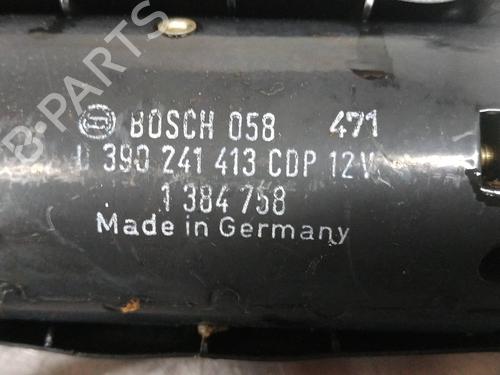 B-PARTS
BOSCH 058 471
0 390 241 413 CDP 12V
1 384 758
Made in Germany